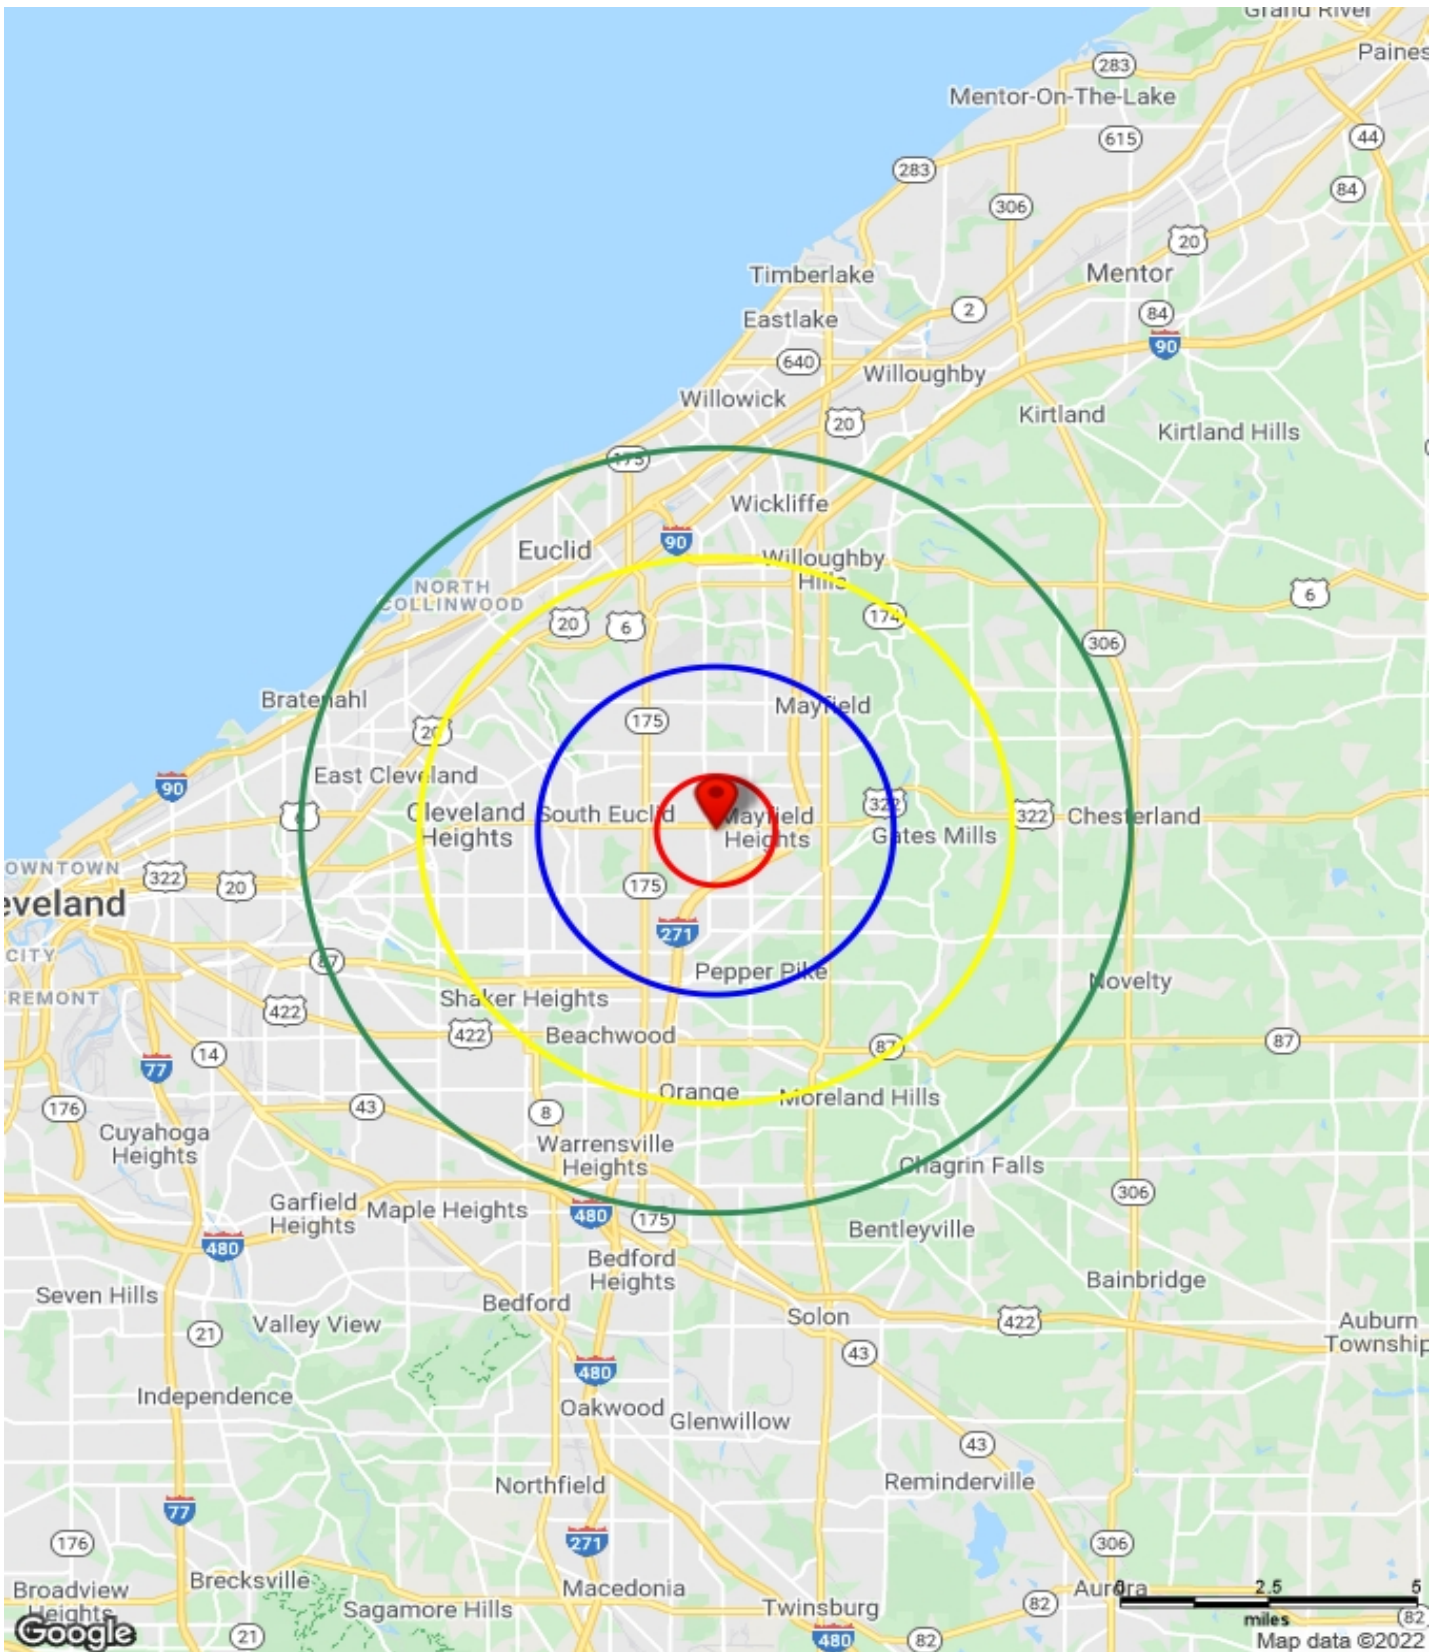 Grand River
Paines
283
Mentor-On-The-Lake
615
44
283
84
306
20
Timberlake
Mentor
2
84
Eastlake
90
640
Willoughby
Willowick
Kirtland
20
Kirtland Hills
175
Wickliffe
90
Euclid
Willoughby
Hills
NORTH
COLLINWOOD
6
174
20
6
306
Bratenahl
Mayfield
175
20
East Cleveland
90
322
6
Cleveland
Heights
South Euclid
Mayfield
Heights
322
Chesterland
Gates Mills
OWNTOWN
322
20
175
eveland
271
CITY
87
Pepper Pike
Novelty
REMONT
Shaker Heights
422
422
Beachwood
87
87
14
77
Orange
Moreland Hills
176
43
8
Cuyahoga
Heights
Warrensville
Heights
Chagrin Falls
306
Garfield
Heights
Maple Heights
480
175
Bentleyville
480
Bedford
Heights
Bainbridge
Seven Hills
Bedford
Solon
422
Auburn
Township
Valley View
21
43
480
Independence
Oakwood
Glenwillow
43
Northfield
Reminderville
77
176
271
306
Broadview
Heights
Brecksville
Macedonia
Aurora
0 2.5 5
miles
Sagamore Hills
Twinsburg
82
82
Google
21
480
82
Map data ©2022